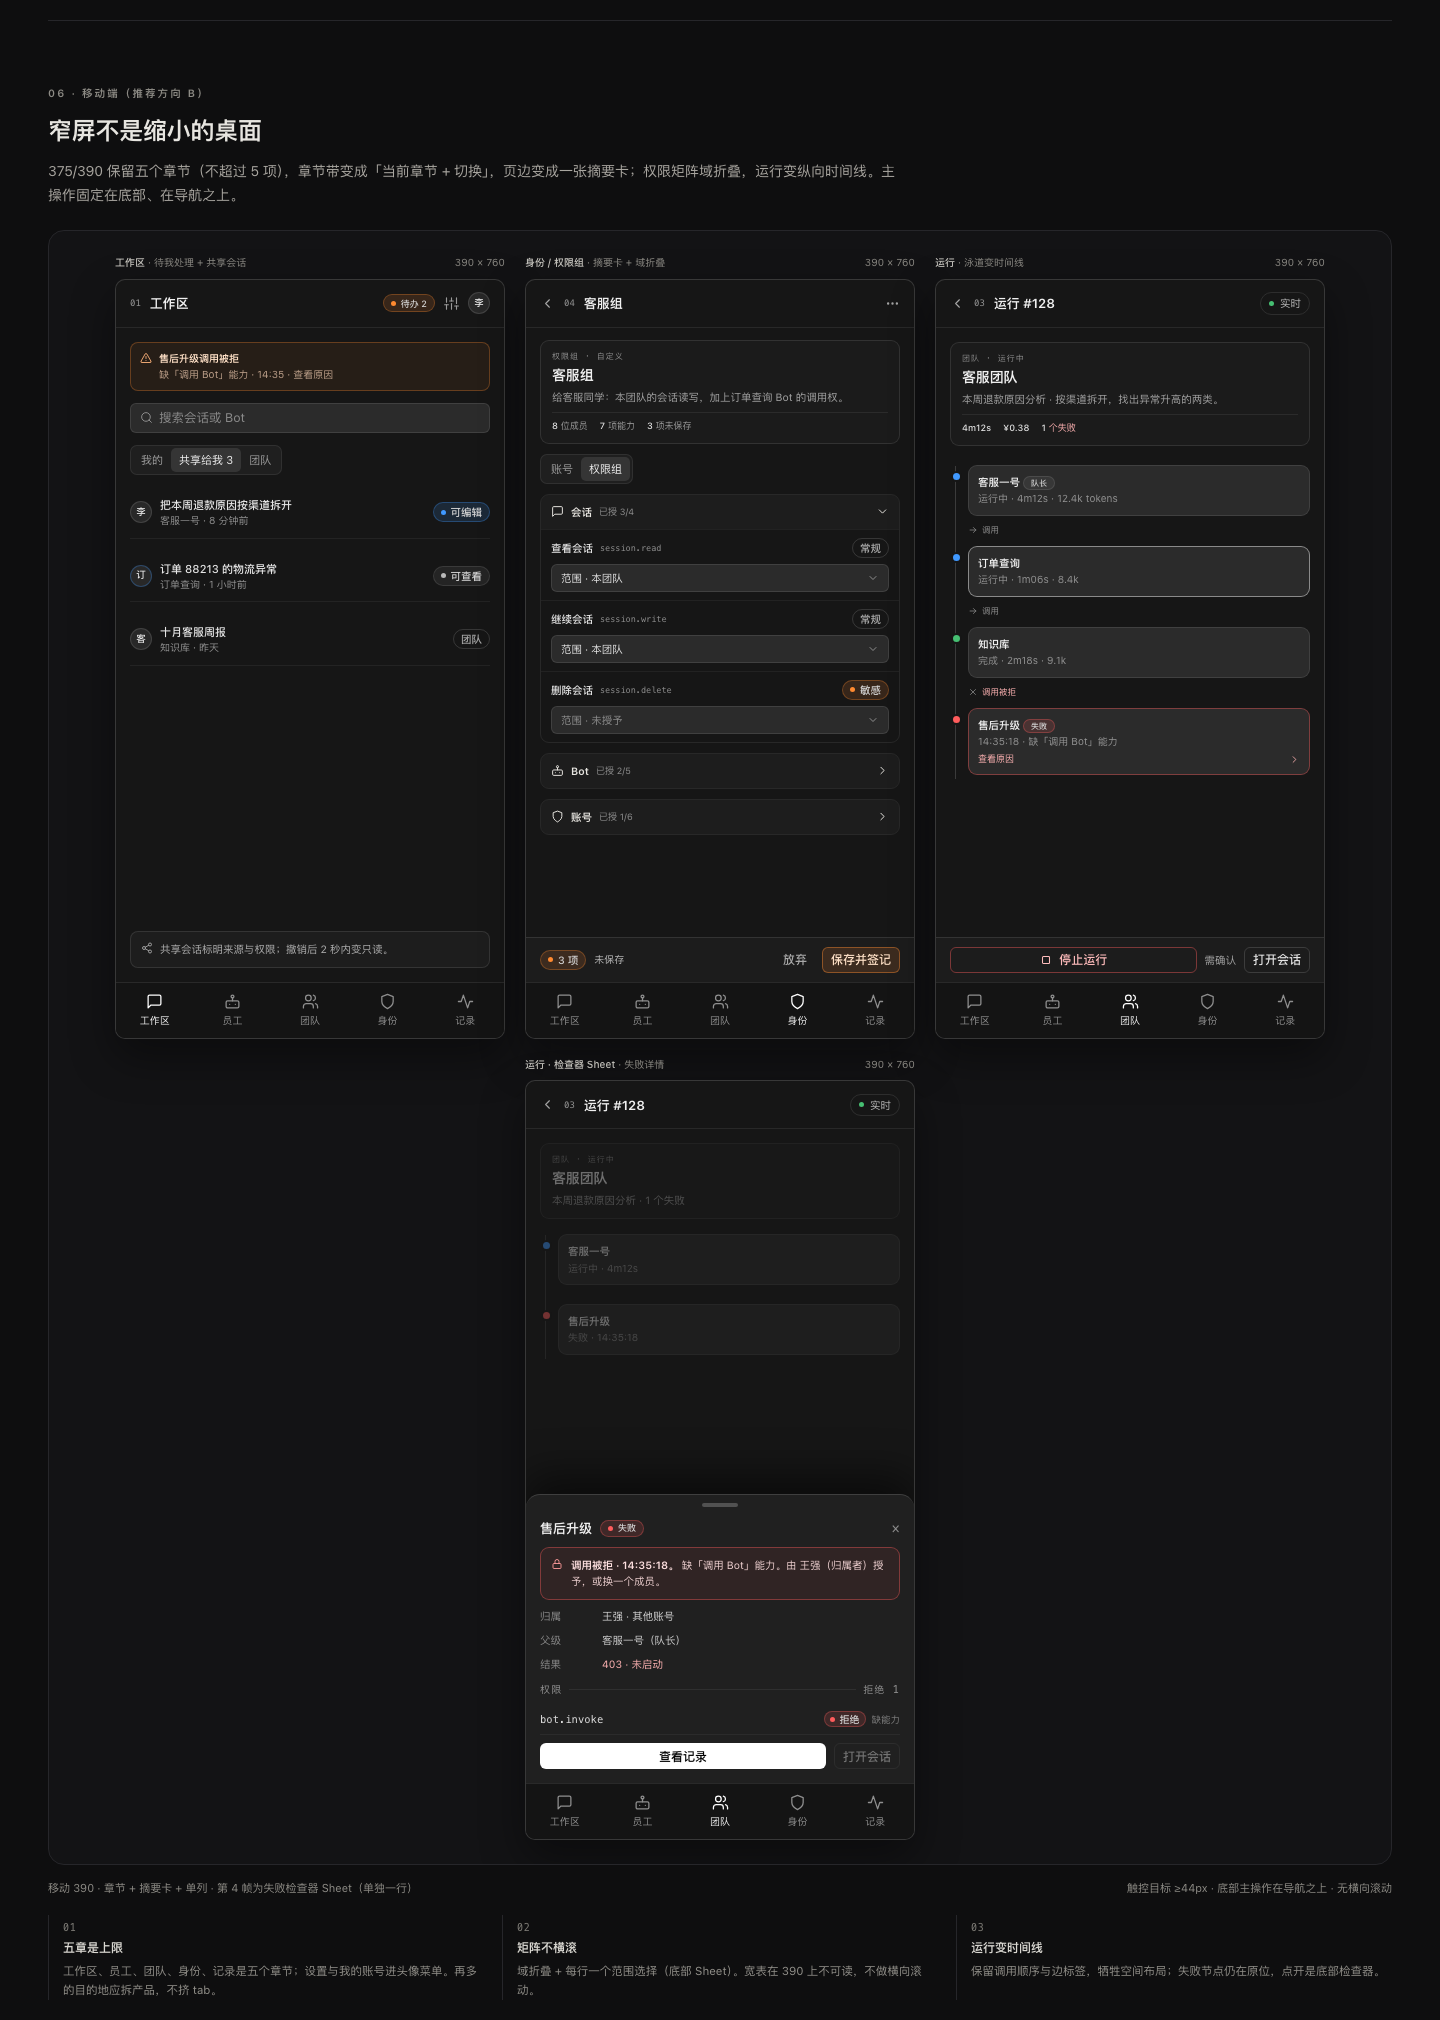 06 · 移动端（推荐方向 B）
窄屏不是缩小的桌面
375/390 保留五个章节（不超过 5 项），章节带变成「当前章节 + 切换」，页边变成一张摘要卡；权限矩阵域折叠，运行变纵向时间线。主
操作固定在底部、在导航之上。
工作区 · 待我处理 + 共享会话
390 × 760
01 工作区
待办 2
李
售后升级调用被拒
缺「调用 Bot」能力 · 14:35 · 查看原因
搜索会话或 Bot
我的 共享给我 3 团队
李
把本周退款原因按渠道拆开
客服一号 · 8 分钟前
可编辑
订
订单 88213 的物流异常
订单查询 · 1 小时前
可查看
客
十月客服周报
知识库 · 昨天
团队
共享会话标明来源与权限；撤销后 2 秒内变只读。
工作区 员工 团队 身份 记录
身份 / 权限组 · 摘要卡 + 域折叠
390 × 760
04 客服组
权限组 · 自定义
客服组
给客服同学：本团队的会话读写，加上订单查询 Bot 的调用权。
8 位成员 7 项能力 3 项未保存
账号 权限组
会话 已授 3/4
查看会话 session.read 常规
范围 · 本团队
继续会话 session.write 常规
范围 · 本团队
删除会话 session.delete 敏感
范围 · 未授予
Bot 已授 2/5
账号 已授 1/6
3 项 未保存 放弃 保存并签记
工作区 员工 团队 身份 记录
运行 · 泳道变时间线
390 × 760
03 运行 #128
实时
团队 · 运行中
客服团队
本周退款原因分析 · 按渠道拆开，找出异常升高的两类。
4m12s ¥0.38 1 个失败
客服一号 队长
运行中 · 4m12s · 12.4k tokens
→ 调用
订单查询
运行中 · 1m06s · 8.4k
→ 调用
知识库
完成 · 2m18s · 9.1k
× 调用被拒
售后升级 失败
14:35:18 · 缺「调用 Bot」能力
查看原因
停止运行 需确认 打开会话
工作区 员工 团队 身份 记录
运行 · 检查器 Sheet · 失败详情
390 × 760
03 运行 #128
实时
团队 · 运行中
客服团队
本周退款原因分析 · 1 个失败
客服一号
运行中 · 4m12s
售后升级
失败 · 14:35:18
售后升级 失败
×
调用被拒 · 14:35:18。 缺「调用 Bot」能力。由 王强（归属者）授
予，或换一个成员。
归属 王强 · 其他账号
父级 客服一号（队长）
结果 403 · 未启动
权限 拒绝 1
bot.invoke 拒绝 缺能力
查看记录 打开会话
工作区 员工 团队 身份 记录
移动 390 · 章节 + 摘要卡 + 单列 · 第 4 帧为失败检查器 Sheet（单独一行）
触控目标 ≥44px · 底部主操作在导航之上 · 无横向滚动
01
五章是上限
工作区、员工、团队、身份、记录是五个章节；设置与我的账号进头像菜单。再多
的目的地应拆产品，不挤 tab。
02
矩阵不横滚
域折叠 + 每行一个范围选择（底部 Sheet）。宽表在 390 上不可读，不做横向滚
动。
03
运行变时间线
保留调用顺序与边标签，牺牲空间布局；失败节点仍在原位，点开是底部检查器。